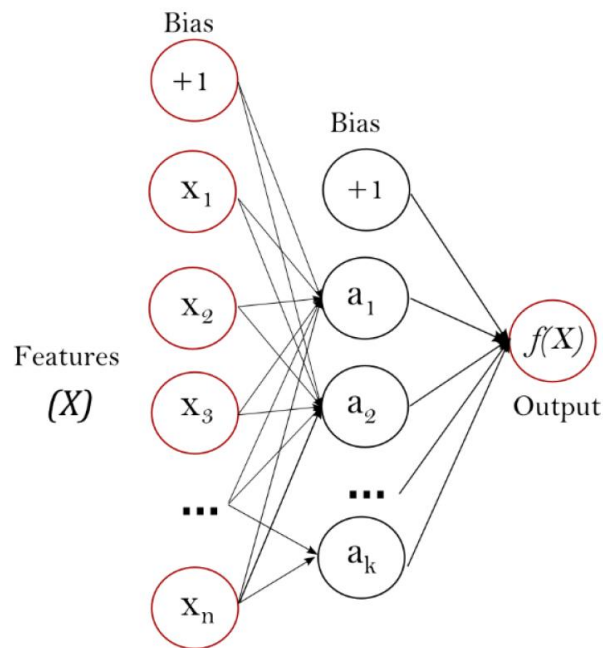 Bias
+1
x₁
x₂
x₃
...
xₙ
Features
(X)
Bias
+1
a₁
a₂
...
aₖ
f(X)
Output